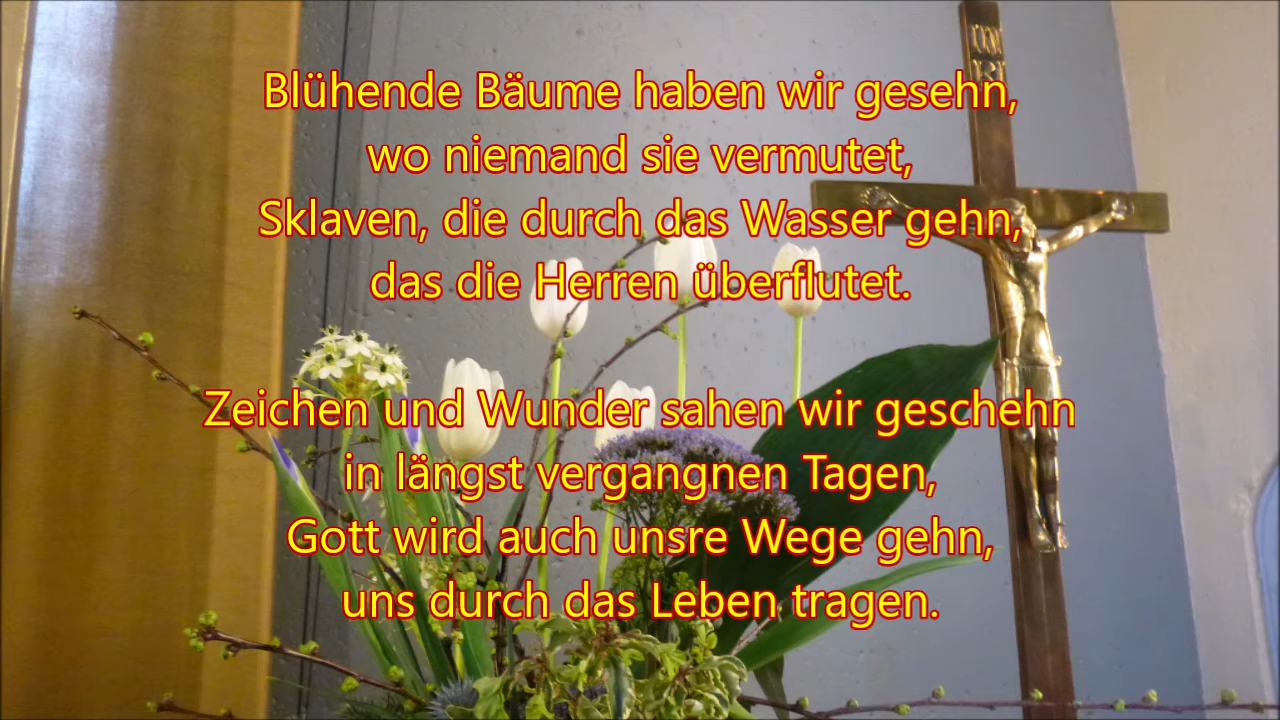 Blühende Bäume haben wir gesehn,
wo niemand sie vermutet,
Sklaven, die durch das Wasser gehn,
das die Herren überflutet.
Zeichen und Wunder sahen wir geschehn
in längst vergangnen Tagen,
Gott wird auch unsre Wege gehn,
uns durch das Leben tragen.